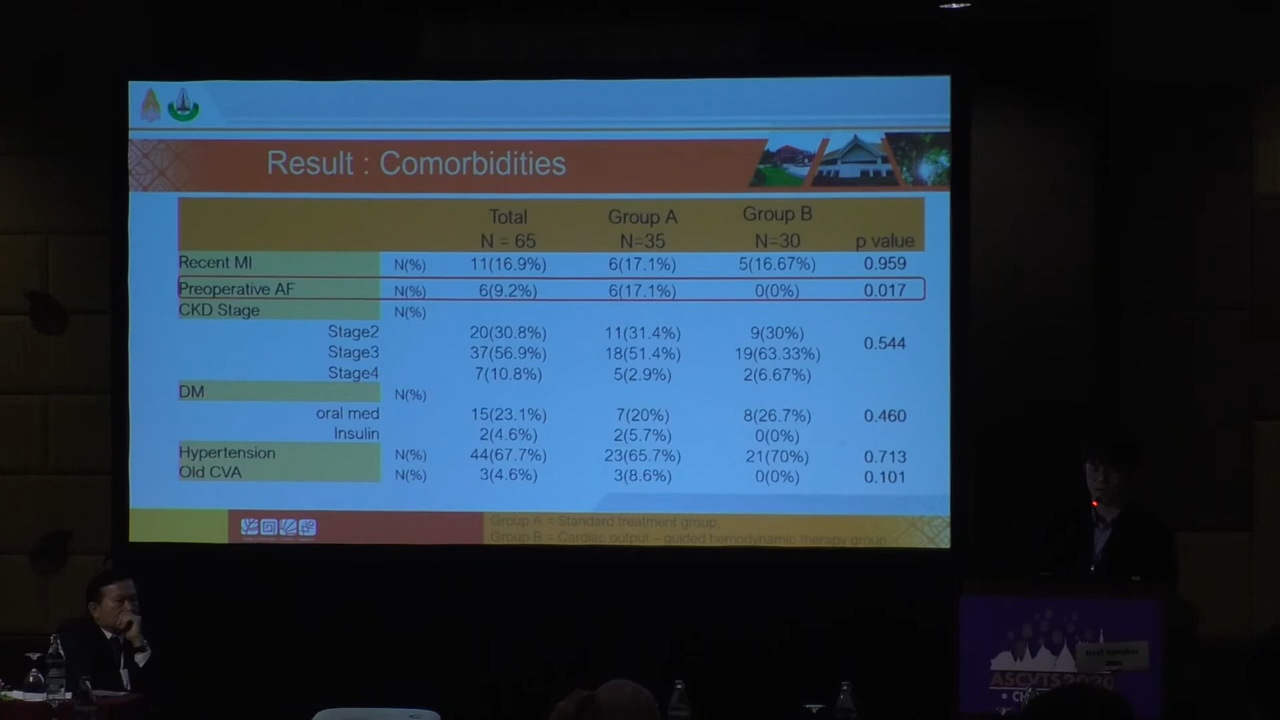 Result : Comorbidities
Total Group A Group B
N = 65 N=35 N=30 p value
Recent MI N(%) 11(16.9%) 6(17.1%) 5(16.67%) 0.959
Preoperative AF N(%) 6(9.2%) 6(17.1%) 0(0%) 0.017
CKD Stage N(%)
Stage2 20(30.8%) 11(31.4%) 9(30%)
0.544
Stage3 37(56.9%) 18(51.4%) 19(63.33%)
Stage4 7(10.8%) 5(2.9%) 2(6.67%)
DM N(%)
oral med 15(23.1%) 7(20%) 8(26.7%) 0.460
Insulin 2(4.6%) 2(5.7%) 0(0%)
Hypertension N(%) 44(67.7%) 23(65.7%) 21(70%) 0.713
Old CVA N(%) 3(4.6%) 3(8.6%) 0(0%) 0.101
Group A = Standard treatment group,
Group B = Cardiac output – guided hemodynamic therapy group
Next Speaker
ASCVTS2020